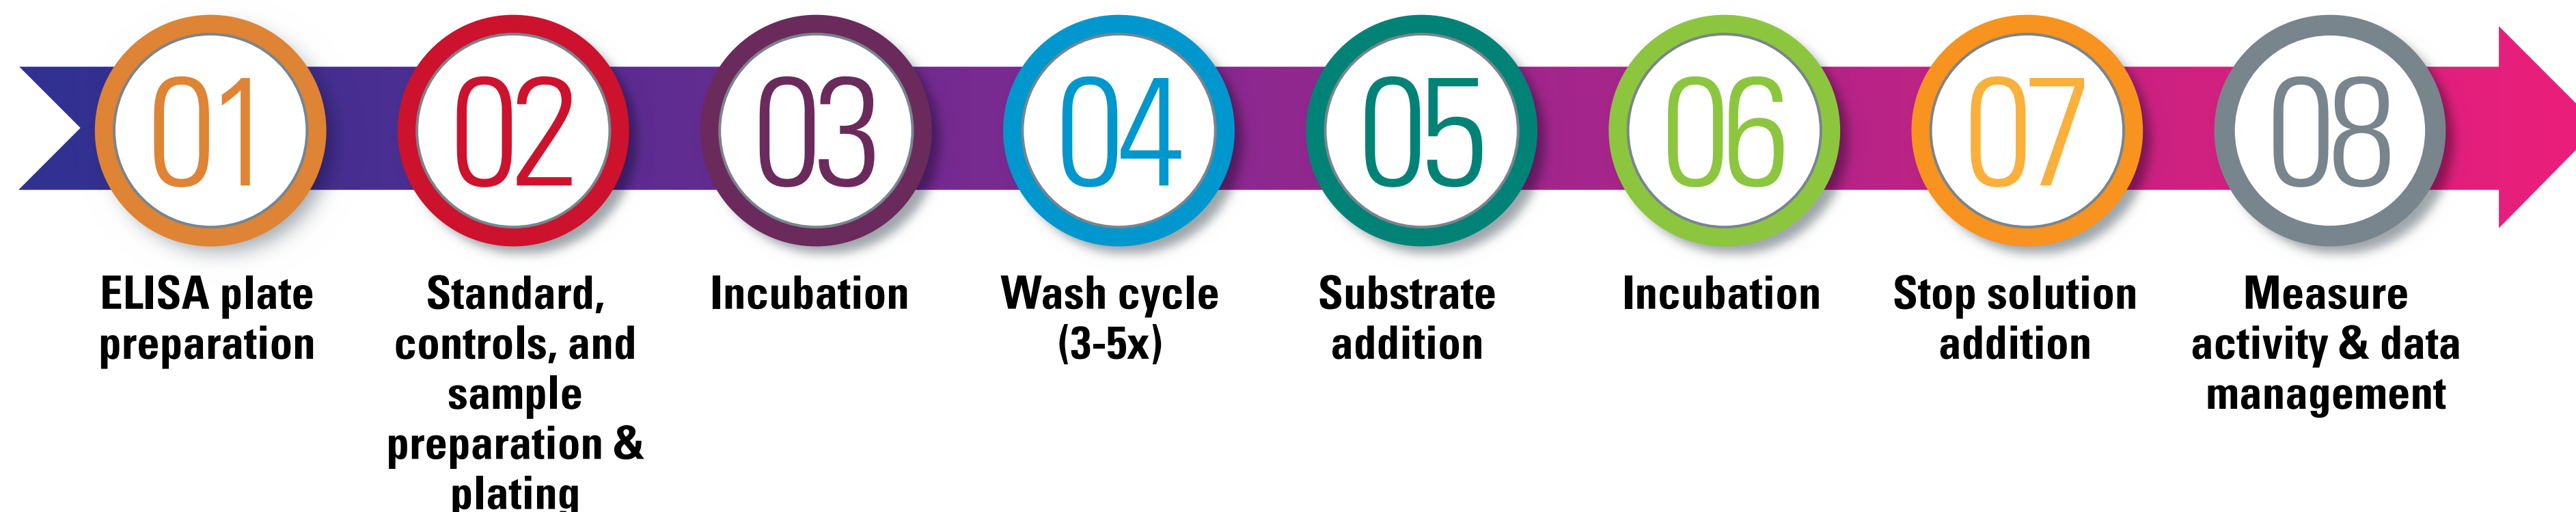 01
ELISA plate
preparation
02
Standard,
controls, and
sample
preparation &
plating
03
Incubation
04
Wash cycle
(3-5x)
05
Substrate
addition
06
Incubation
07
Stop solution
addition
08
Measure
activity & data
management